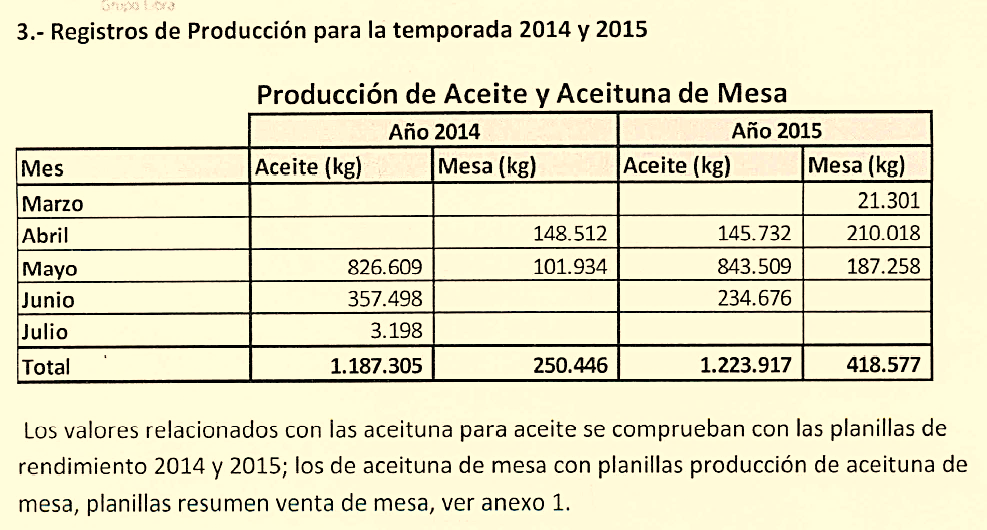 Grupo Libra
3.- Registros de Producción para la temporada 2014 y 2015
Producción de Aceite y Aceituna de Mesa
Año 2014 Año 2015
Mes Aceite (kg) Mesa (kg) Aceite (kg) Mesa (kg)
Marzo 21.301
Abril 148.512 145.732 210.018
Mayo 826.609 101.934 843.509 187.258
Junio 357.498 234.676
Julio 3.198
Total 1.187.305 250.446 1.223.917 418.577
Los valores relacionados con las aceituna para aceite se comprueban con las planillas de
rendimiento 2014 y 2015; los de aceituna de mesa con planillas producción de aceituna de
mesa, planillas resumen venta de mesa, ver anexo 1.